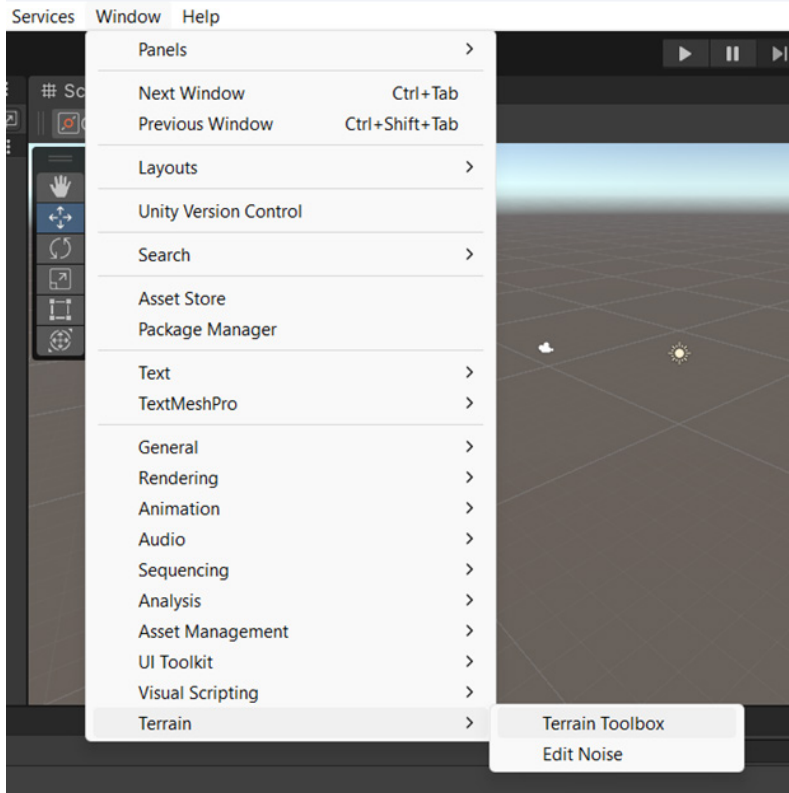 Services Window Help
Panels
# Sc
Next Window Ctrl+Tab
Previous Window Ctrl+Shift+Tab
Layouts
Unity Version Control
Search
Asset Store
Package Manager
Text
TextMeshPro
General
Rendering
Animation
Audio
Sequencing
Analysis
Asset Management
UI Toolkit
Visual Scripting
Terrain
Terrain Toolbox
Edit Noise